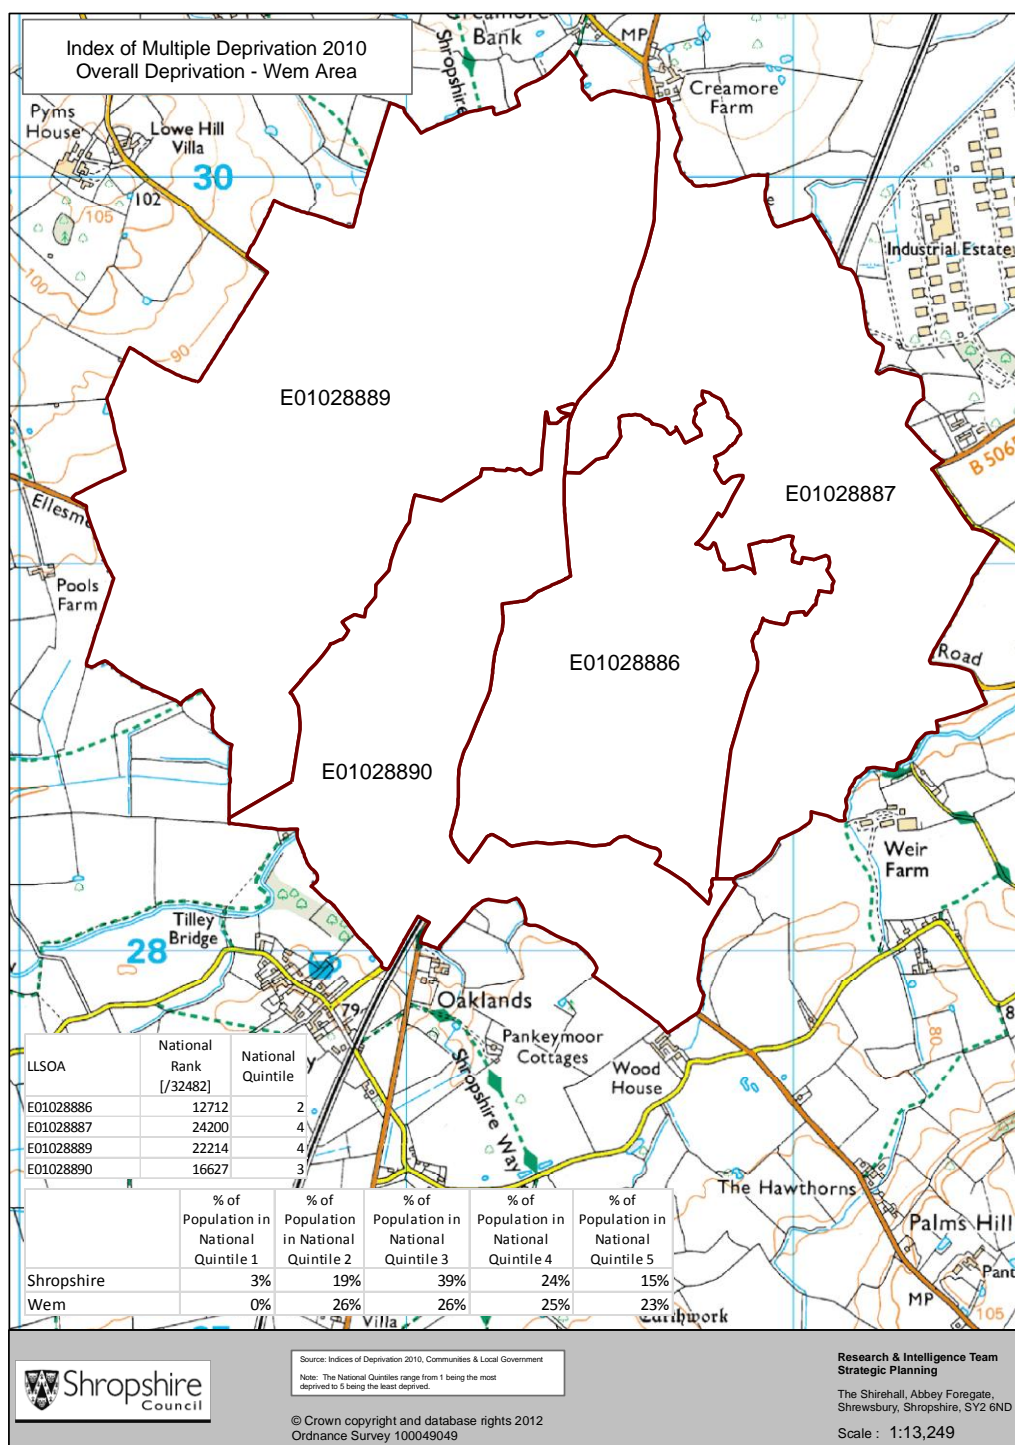 Index of Multiple Deprivation 2010
Overall Deprivation - Wem Area
Bank
MP
Shropshire
Creamore
Farm
Pyms
House
Lowe Hill
Villa
30
102
105
100
90
Industrial Estate
E01028889
E01028887
B 506
Ellesme
Pools
Farm
E01028886
Road
E01028890
Weir
Farm
Tilley
Bridge
28
79
Oaklands
Pankeymoor
Cottages
Wood
House
80
8
Shropshire Way
The Hawthorns
Palms Hill
Pant
MP
105
Villa
LLSOA National Rank [/32482] National Quintile
E01028886 12712 2
E01028887 24200 4
E01028889 22214 4
E01028890 16627 3
% of Population in National Quintile 1 % of Population in National Quintile 2 % of Population in National Quintile 3 % of Population in National Quintile 4 % of Population in National Quintile 5
Shropshire 3% 19% 39% 24% 15%
Wem 0% 26% 26% 25% 23%
Shropshire
Council
Source: Indices of Deprivation 2010, Communities & Local Government
Note: The National Quintiles range from 1 being the most
deprived to 5 being the least deprived.
© Crown copyright and database rights 2012
Ordnance Survey 100049049
Research & Intelligence Team
Strategic Planning
The Shirehall, Abbey Foregate,
Shrewsbury, Shropshire, SY2 6ND
Scale : 1:13,249